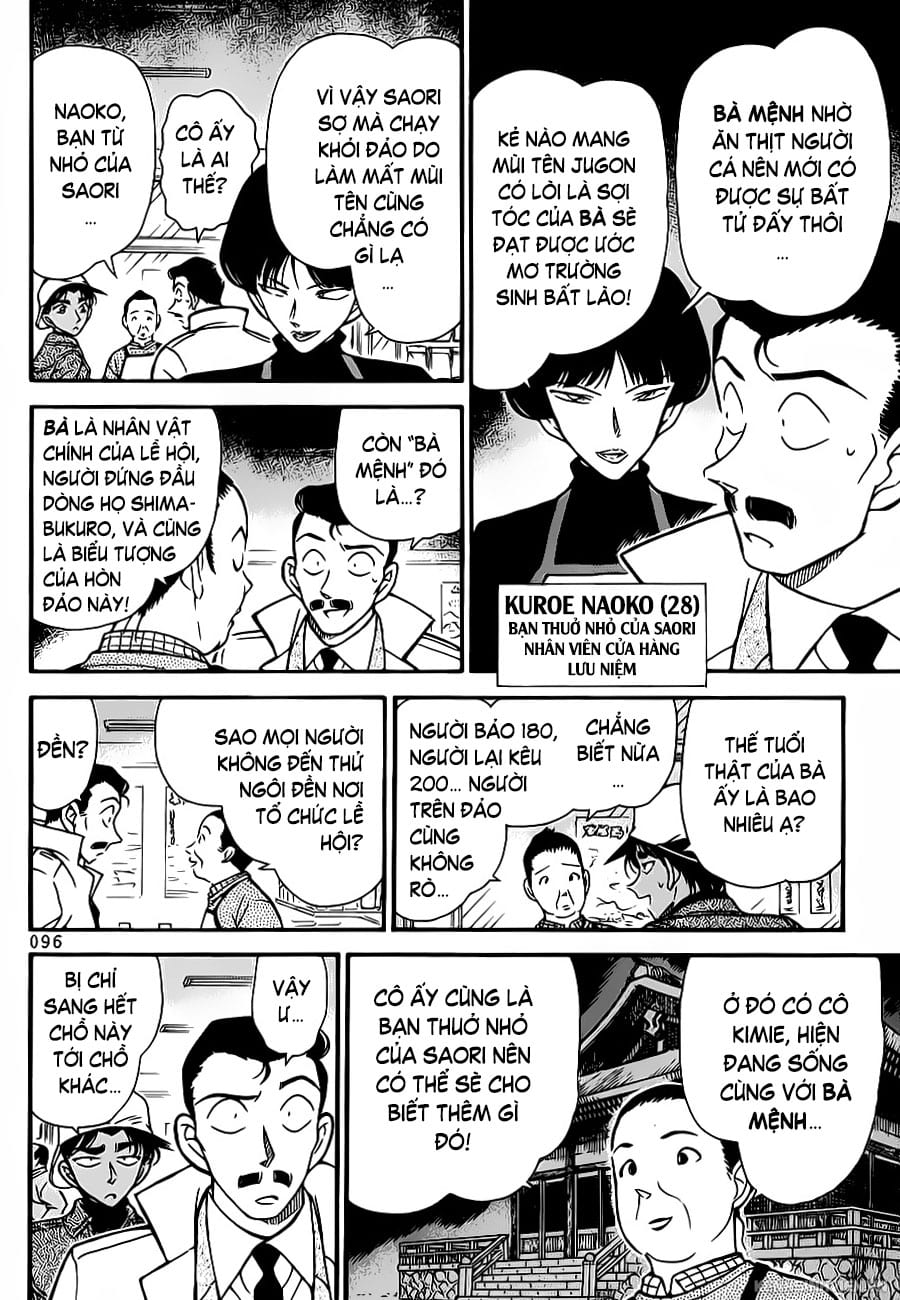 BÀ MỆNH NHỜ
ĂN THỊT NGƯỜI
CÁ NÊN MỚI CÓ
ĐƯỢC SỰ BẤT
TỬ ĐẤY THÔI
...
KẺ NÀO MANG
MŨI TÊN JUGON
CÓ LÕI LÀ SỢI
TÓC CỦA BÀ SẼ
ĐẠT ĐƯỢC ƯỚC
MƠ TRƯỜNG
SINH BẤT LÃO!
KUROE NAOKO (28)
BẠN THUỞ NHỎ CỦA SAORI
NHÂN VIÊN CỬA HÀNG
LƯU NIỆM
VÌ VẬY SAORI
SỢ MÀ CHẠY
KHỎI ĐẢO DO
LÀM MẤT MŨI
TÊN CŨNG
CHẲNG CÓ
GÌ LẠ
...
CÔ ẤY
LÀ AI
THẾ?
NAOKO,
BẠN TỪ
NHỎ CỦA
SAORI
...
CÒN "BÀ
MỆNH" ĐÓ
LÀ...?
BÀ LÀ NHÂN VẬT
CHÍNH CỦA LỄ HỘI,
NGƯỜI ĐỨNG ĐẦU
DÒNG HỌ SHIMA-
BUKURO, VÀ CŨNG
LÀ BIỂU TƯỢNG
CỦA HÒN
ĐẢO NÀY!
THẾ TUỔI
THẬT CỦA BÀ
ẤY LÀ BAO
NHIÊU Ạ?
CHẲNG
BIẾT NỮA
...
NGƯỜI BẢO 180,
NGƯỜI LẠI KÊU
200... NGƯỜI
TRÊN ĐẢO
CŨNG
KHÔNG
RÕ...
SAO MỌI NGƯỜI
KHÔNG ĐẾN THỬ
NGÔI ĐỀN NƠI
TỔ CHỨC LỄ
HỘI?
ĐỀN?
096
Ở ĐÓ CÓ CÔ
KIMIE, HIỆN
ĐANG SỐNG
CÙNG VỚI BÀ
MỆNH...
CÔ ẤY CŨNG LÀ
BẠN THUỞ NHỎ
CỦA SAORI NÊN
CÓ THỂ SẼ CHO
BIẾT THÊM GÌ
ĐÓ!
VẬY
Ư...
BỊ CHỈ
SANG HẾT
CHỖ NÀY
TỚI CHỖ
KHÁC...